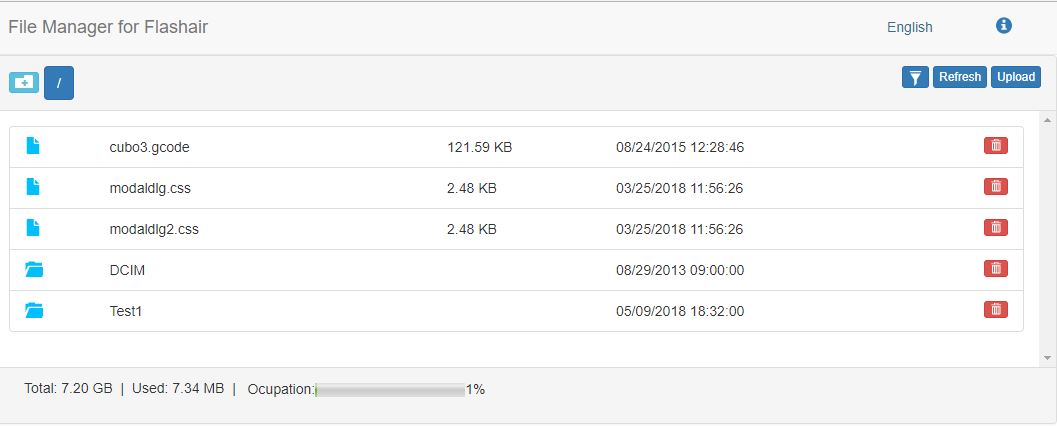 File Manager for Flashair English
/ Refresh Upload
cubo3.gcode 121.59 KB 08/24/2015 12:28:46
modaldlg.css 2.48 KB 03/25/2018 11:56:26
modaldlg2.css 2.48 KB 03/25/2018 11:56:26
DCIM 08/29/2013 09:00:00
Test1 05/09/2018 18:32:00
Total: 7.20 GB | Used: 7.34 MB | Ocupation: 1%